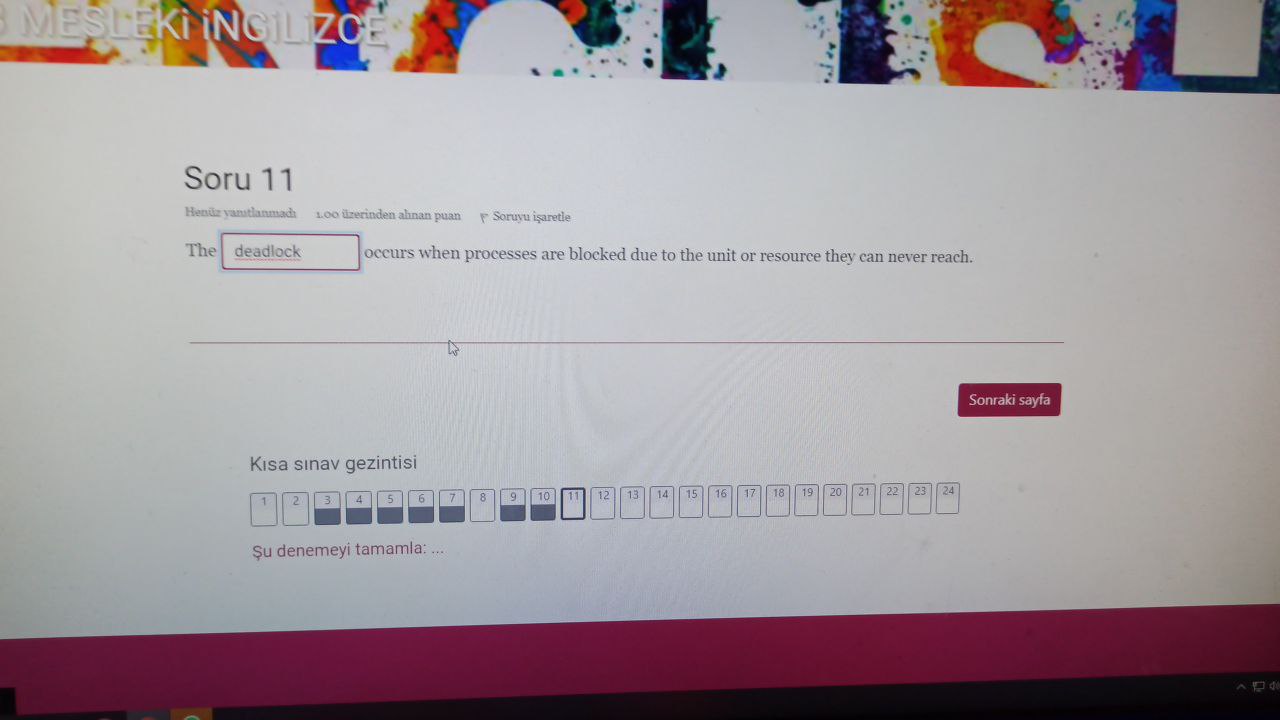 MESLEKİ İNGİLİZCE
Soru 11
Henüz yanıtlanmadı 1.00 üzerinden alınan puan Soruyu işaretle
The deadlock occurs when processes are blocked due to the unit or resource they can never reach.
Sonraki sayfa
Kısa sınav gezintisi
1 2 3 4 5 6 7 8 9 10 11 12 13 14 15 16 17 18 19 20 21 22 23 24
Şu denemeyi tamamla: ...